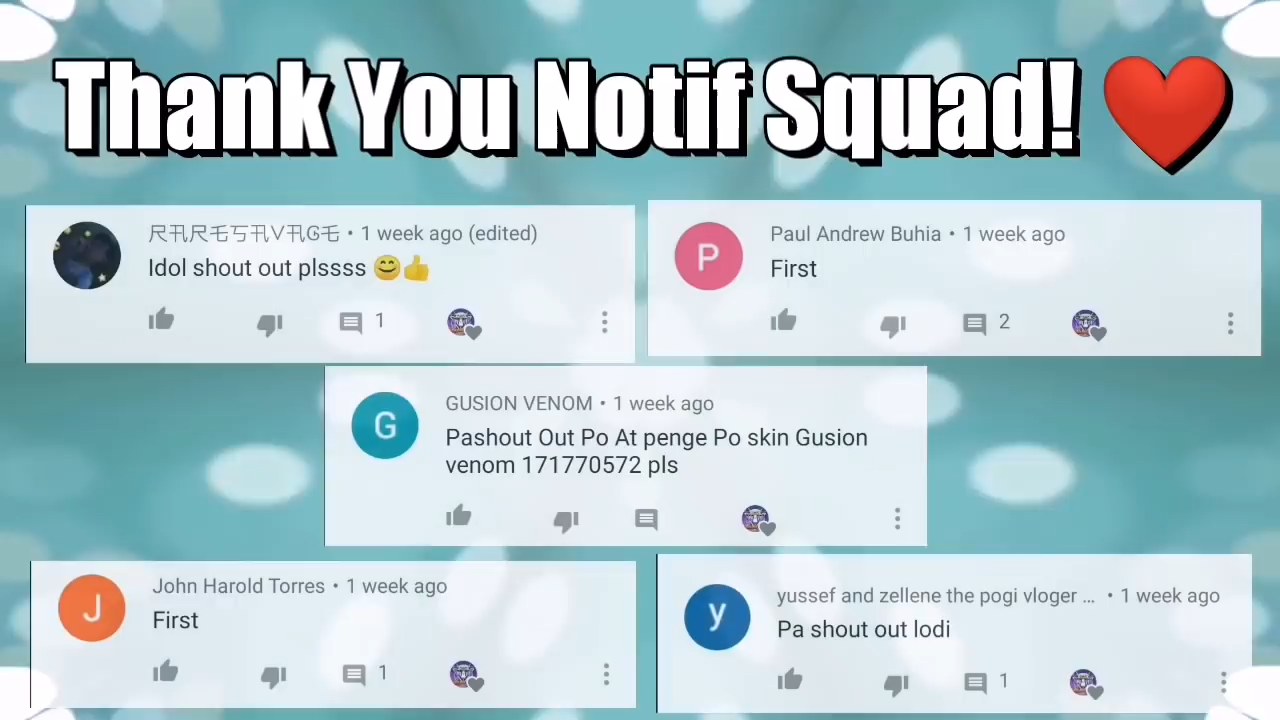 Thank You Notif Squad! ❤️
尺卂尺乇丂卂ᐯ卂Ꮆ乇 • 1 week ago (edited)
Idol shout out plssss 😄👍
1
Paul Andrew Buhia • 1 week ago
First
2
GUSION VENOM • 1 week ago
Pashout Out Po At penge Po skin Gusion
venom 171770572 pls
John Harold Torres • 1 week ago
First
1
yussef and zellene the pogi vloger ... • 1 week ago
Pa shout out lodi
1
P
G
J
y